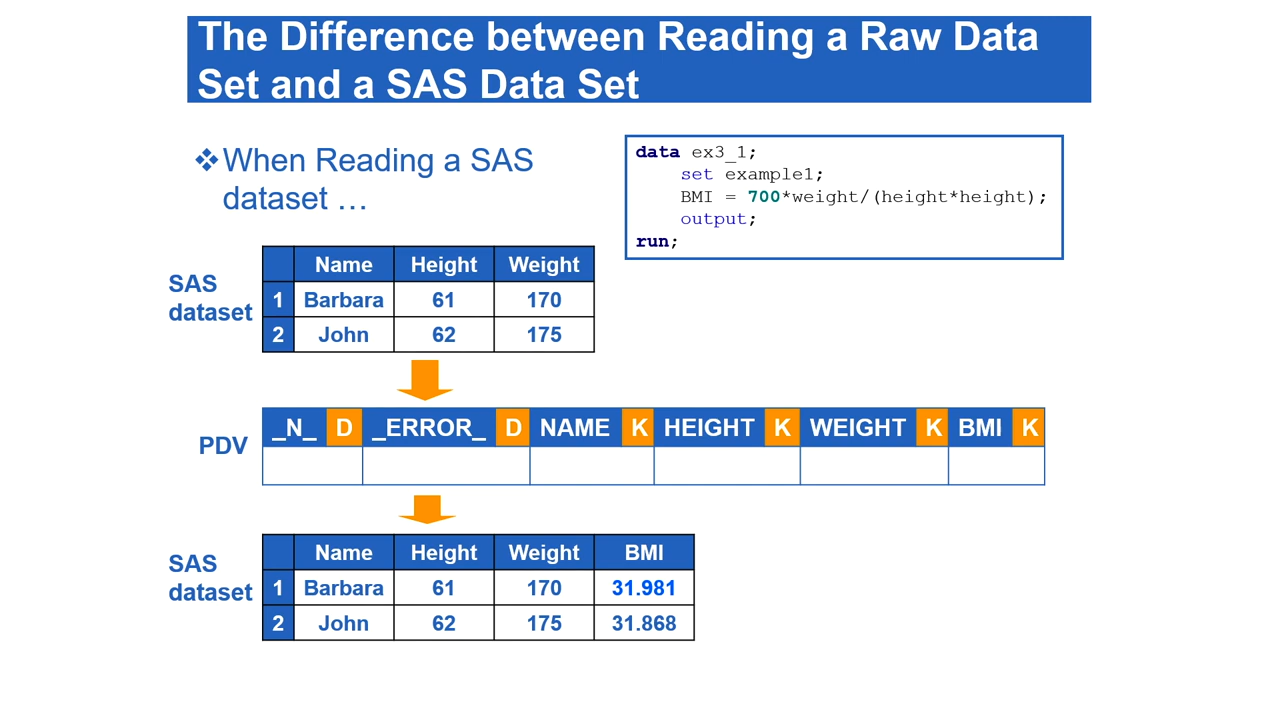 The Difference between Reading a Raw Data
Set and a SAS Data Set
❖When Reading a SAS
dataset …
data ex3_1;
set example1;
BMI = 700*weight/(height*height);
output;
run;
SAS
dataset
Name Height Weight
1 Barbara 61 170
2 John 62 175
PDV
_N_ D _ERROR_ D NAME K HEIGHT K WEIGHT K BMI K
SAS
dataset
Name Height Weight BMI
1 Barbara 61 170 31.981
2 John 62 175 31.868